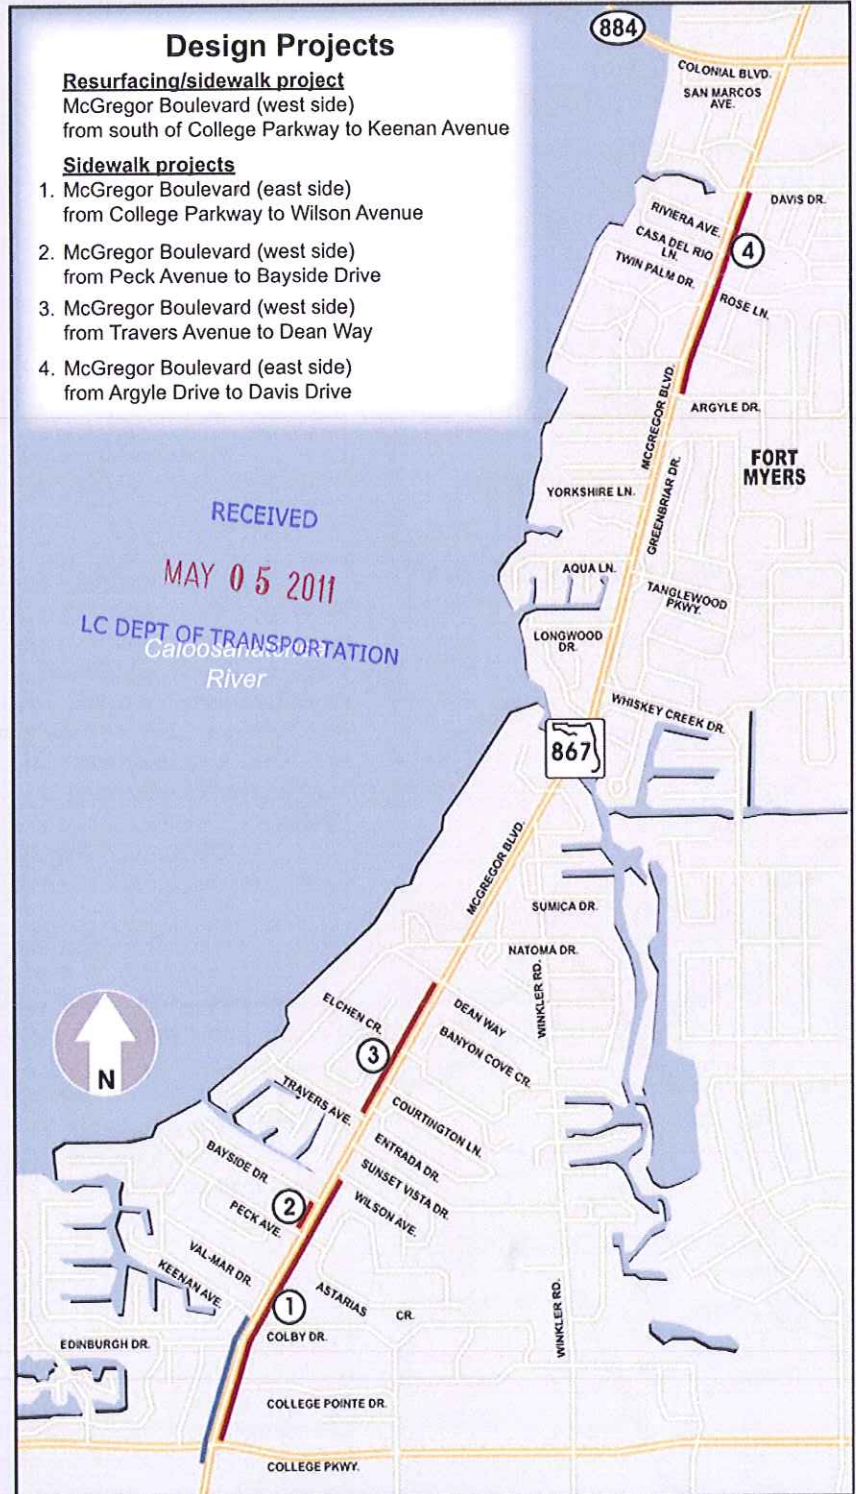 Design Projects
Resurfacing/sidewalk project
McGregor Boulevard (west side)
from south of College Parkway to Keenan Avenue
Sidewalk projects
1. McGregor Boulevard (east side)
from College Parkway to Wilson Avenue
2. McGregor Boulevard (west side)
from Peck Avenue to Bayside Drive
3. McGregor Boulevard (west side)
from Travers Avenue to Dean Way
4. McGregor Boulevard (east side)
from Argyle Drive to Davis Drive
884
COLONIAL BLVD.
SAN MARCOS
AVE.
DAVIS DR.
RIVIERA AVE.
CASA DEL RIO
LN.
TWIN PALM DR.
4
ROSE LN.
MCGREGOR BLVD.
ARGYLE DR.
FORT
MYERS
GREENBRIAR DR.
YORKSHIRE LN.
RECEIVED
MAY 05 2011
LC DEPT OF TRANSPORTATION
River
AQUA LN.
TANGLEWOOD
PKWY.
LONGWOOD
DR.
WHISKEY CREEK DR.
867
MCGREGOR BLVD.
SUMICA DR.
NATOMA DR.
WINKLER RD.
ELCHEN CR.
DEAN WAY
BANYON COVE CR.
3
N
TRAVERS AVE.
COURTINGTON LN.
ENTRADA DR.
SUNSET VISTA DR.
WILSON AVE.
BAYSIDE DR.
2
PECK AVE.
VAL-MAR DR.
KEENAN AVE.
1
ASTARIAS CR.
COLBY DR.
WINKLER RD.
EDINBURGH DR.
COLLEGE POINTE DR.
COLLEGE PKWY.